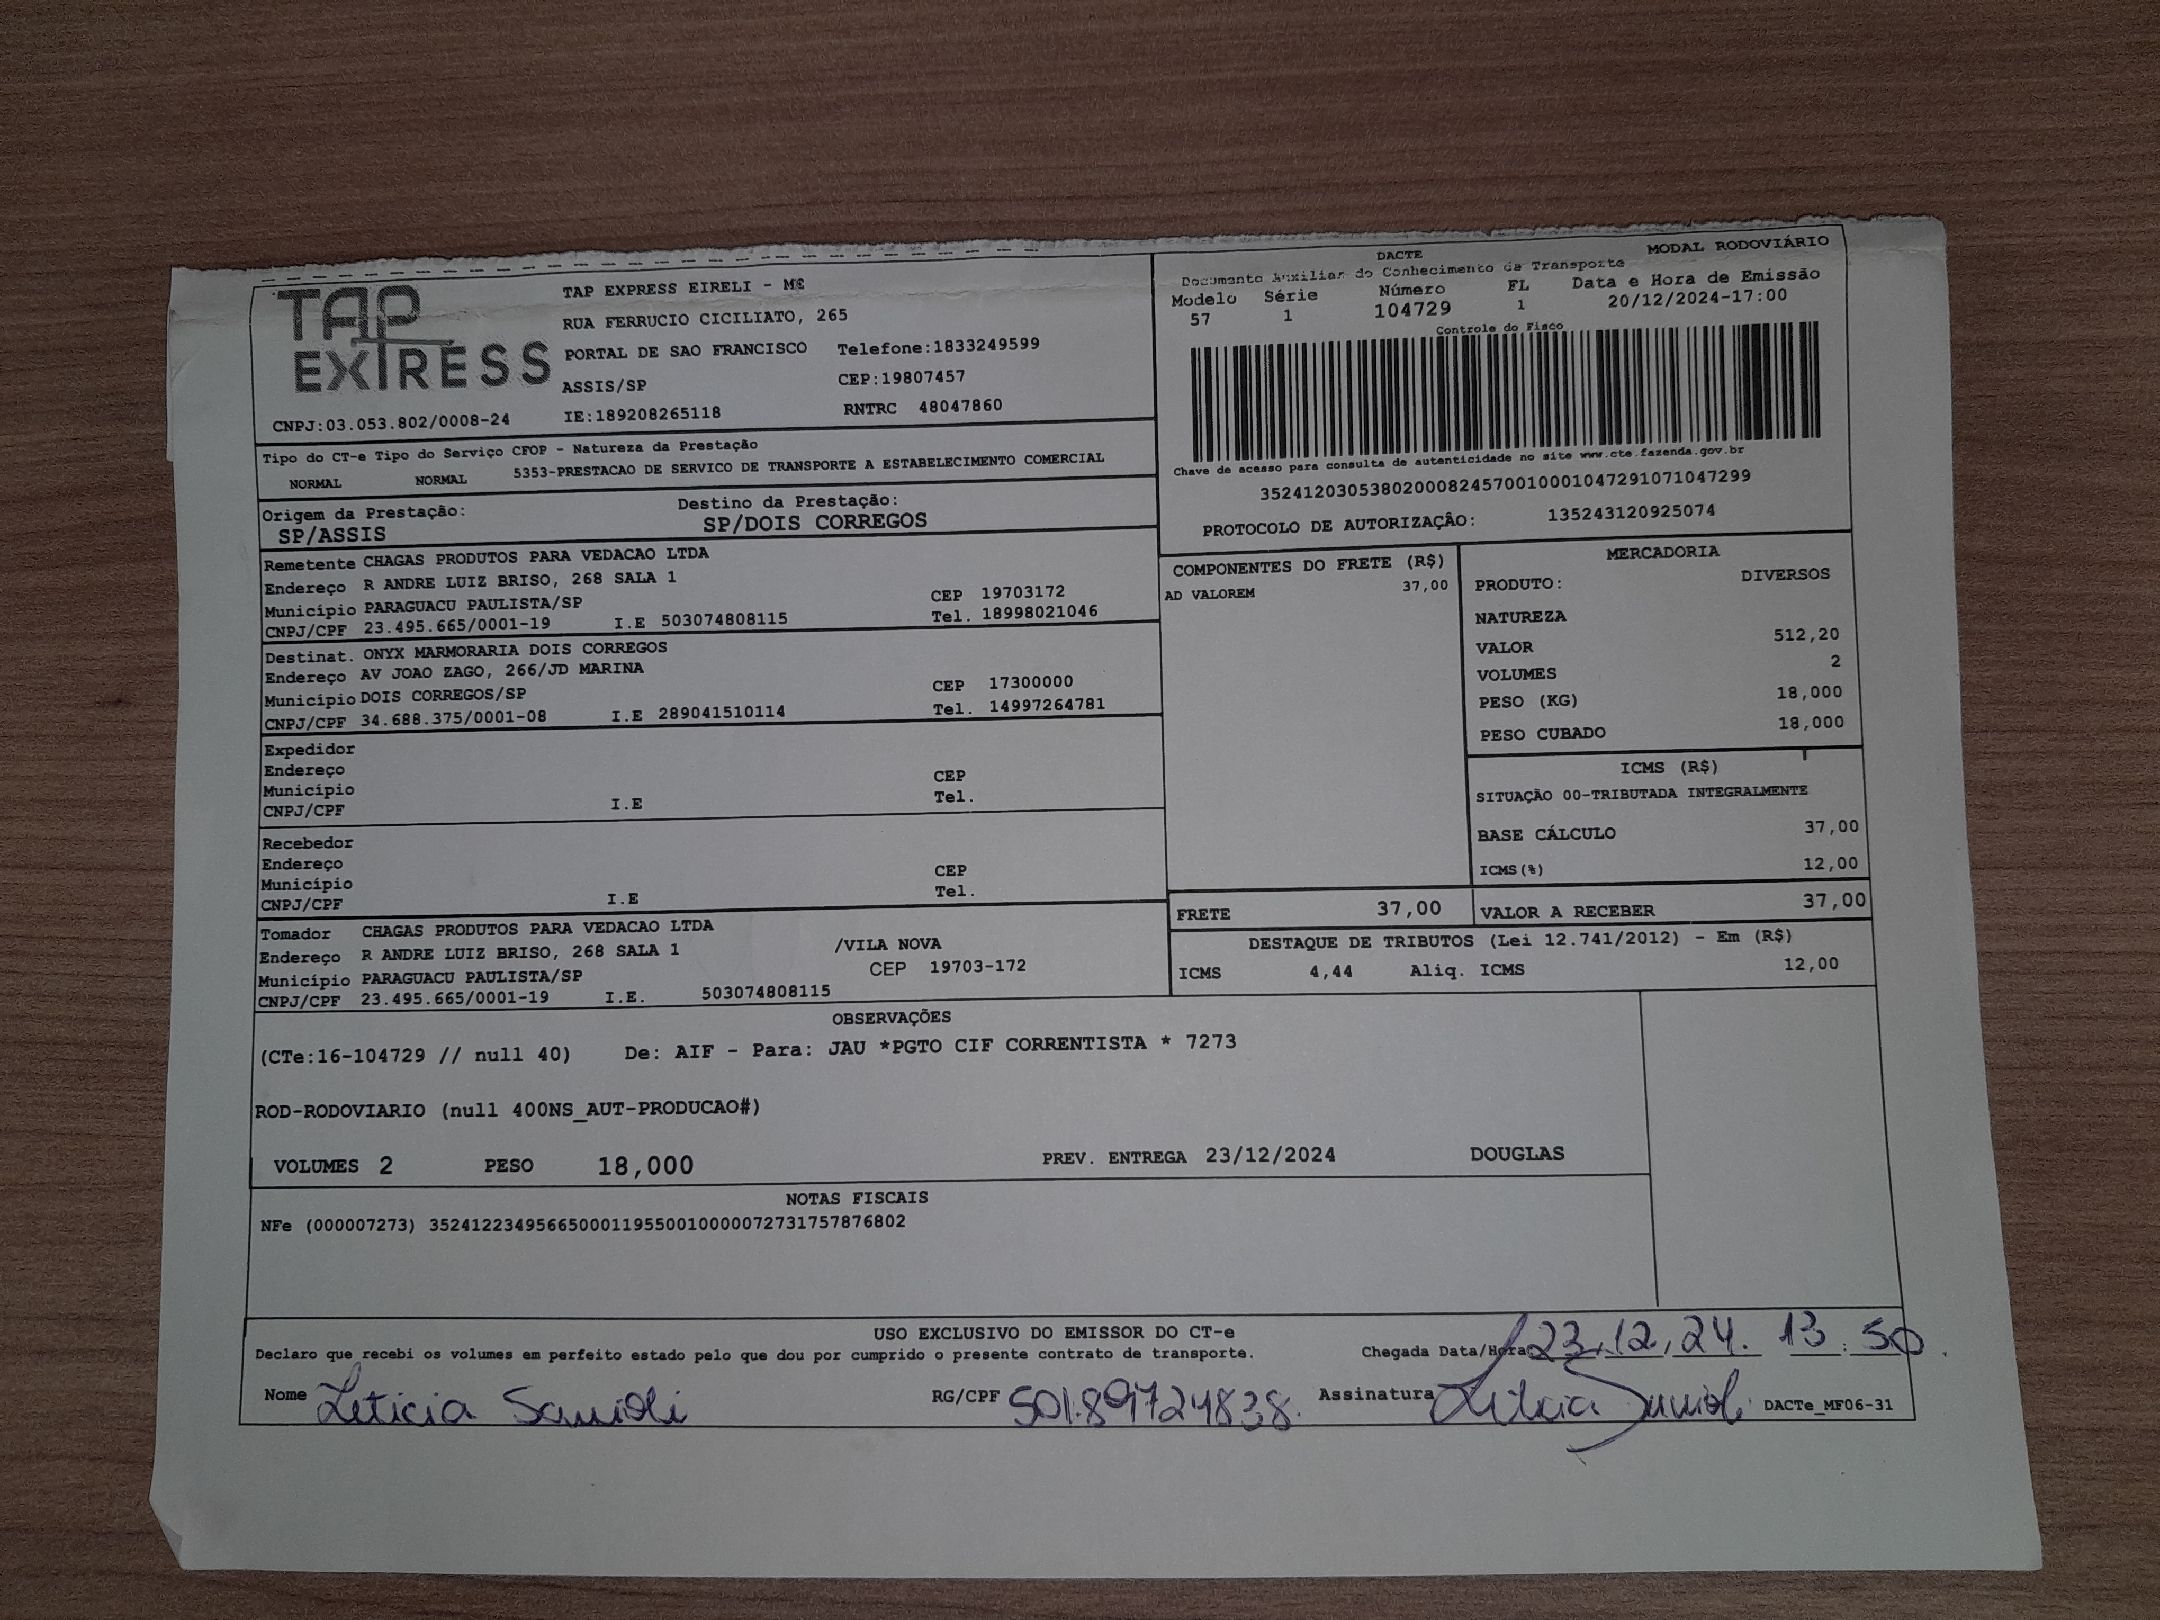 TAP
EXPRESS
TAP EXPRESS EIRELI - ME
RUA FERRUCIO CICILIATO, 265
PORTAL DE SAO FRANCISCO Telefone:1833249599
ASSIS/SP CEP:19807457
CNPJ:03.053.802/0008-24 IE:189208265118 RNTRC 48047860
DACTE MODAL RODOVIÁRIO
Documento Auxiliar do Conhecimento de Transporte
Modelo Série Número FL Data e Hora de Emissão
57 1 104729 1 20/12/2024-17:00
Controle do Fisco
Chave de acesso para consulta de autenticidade no site www.cte.fazenda.gov.br
35241203053802000824570010001047291071047299
PROTOCOLO DE AUTORIZAÇÂO: 135243120925074
Tipo do CT-e Tipo do Serviço CFOP - Natureza da Prestação
NORMAL NORMAL 5353-PRESTACAO DE SERVICO DE TRANSPORTE A ESTABELECIMENTO COMERCIAL
Origem da Prestação: Destino da Prestação:
SP/ASSIS SP/DOIS CORREGOS
Remetente CHAGAS PRODUTOS PARA VEDACAO LTDA
Endereço R ANDRE LUIZ BRISO, 268 SALA 1
Município PARAGUACU PAULISTA/SP CEP 19703172
CNPJ/CPF 23.495.665/0001-19 I.E 503074808115 Tel. 18998021046
Destinat. ONYX MARMORARIA DOIS CORREGOS
Endereço AV JOAO ZAGO, 266/JD MARINA
Município DOIS CORREGOS/SP CEP 17300000
CNPJ/CPF 34.688.375/0001-08 I.E 289041510114 Tel. 14997264781
Expedidor
Endereço
Município CEP
CNPJ/CPF I.E Tel.
Recebedor
Endereço
Município CEP
CNPJ/CPF I.E Tel.
Tomador CHAGAS PRODUTOS PARA VEDACAO LTDA
Endereço R ANDRE LUIZ BRISO, 268 SALA 1 /VILA NOVA
Município PARAGUACU PAULISTA/SP CEP 19703-172
CNPJ/CPF 23.495.665/0001-19 I.E. 503074808115
COMPONENTES DO FRETE (R$)
AD VALOREM 37,00
MERCADORIA
PRODUTO: DIVERSOS
NATUREZA
VALOR 512,20
VOLUMES 2
PESO (KG) 18,000
PESO CUBADO 18,000
ICMS (R$)
SITUAÇÃO 00-TRIBUTADA INTEGRALMENTE
BASE CÁLCULO 37,00
ICMS(%) 12,00
FRETE 37,00 VALOR A RECEBER 37,00
DESTAQUE DE TRIBUTOS (Lei 12.741/2012) - Em (R$)
ICMS 4,44 Aliq. ICMS 12,00
OBSERVAÇÕES
(CTe:16-104729 // null 40) De: AIF - Para: JAU *PGTO CIF CORRENTISTA * 7273
ROD-RODOVIARIO (null 400NS_AUT-PRODUCAO#)
VOLUMES 2 PESO 18,000 PREV. ENTREGA 23/12/2024 DOUGLAS
NOTAS FISCAIS
NFe (000007273) 35241223495665000119550010000072731757876802
USO EXCLUSIVO DO EMISSOR DO CT-e
Declaro que recebi os volumes em perfeito estado pelo que dou por cumprido o presente contrato de transporte. Chegada Data/Hora 23.12.24. 13:50.
Nome Leticia RG/CPF 501.89724838. Assinatura Leticia DACTe_MF06-31